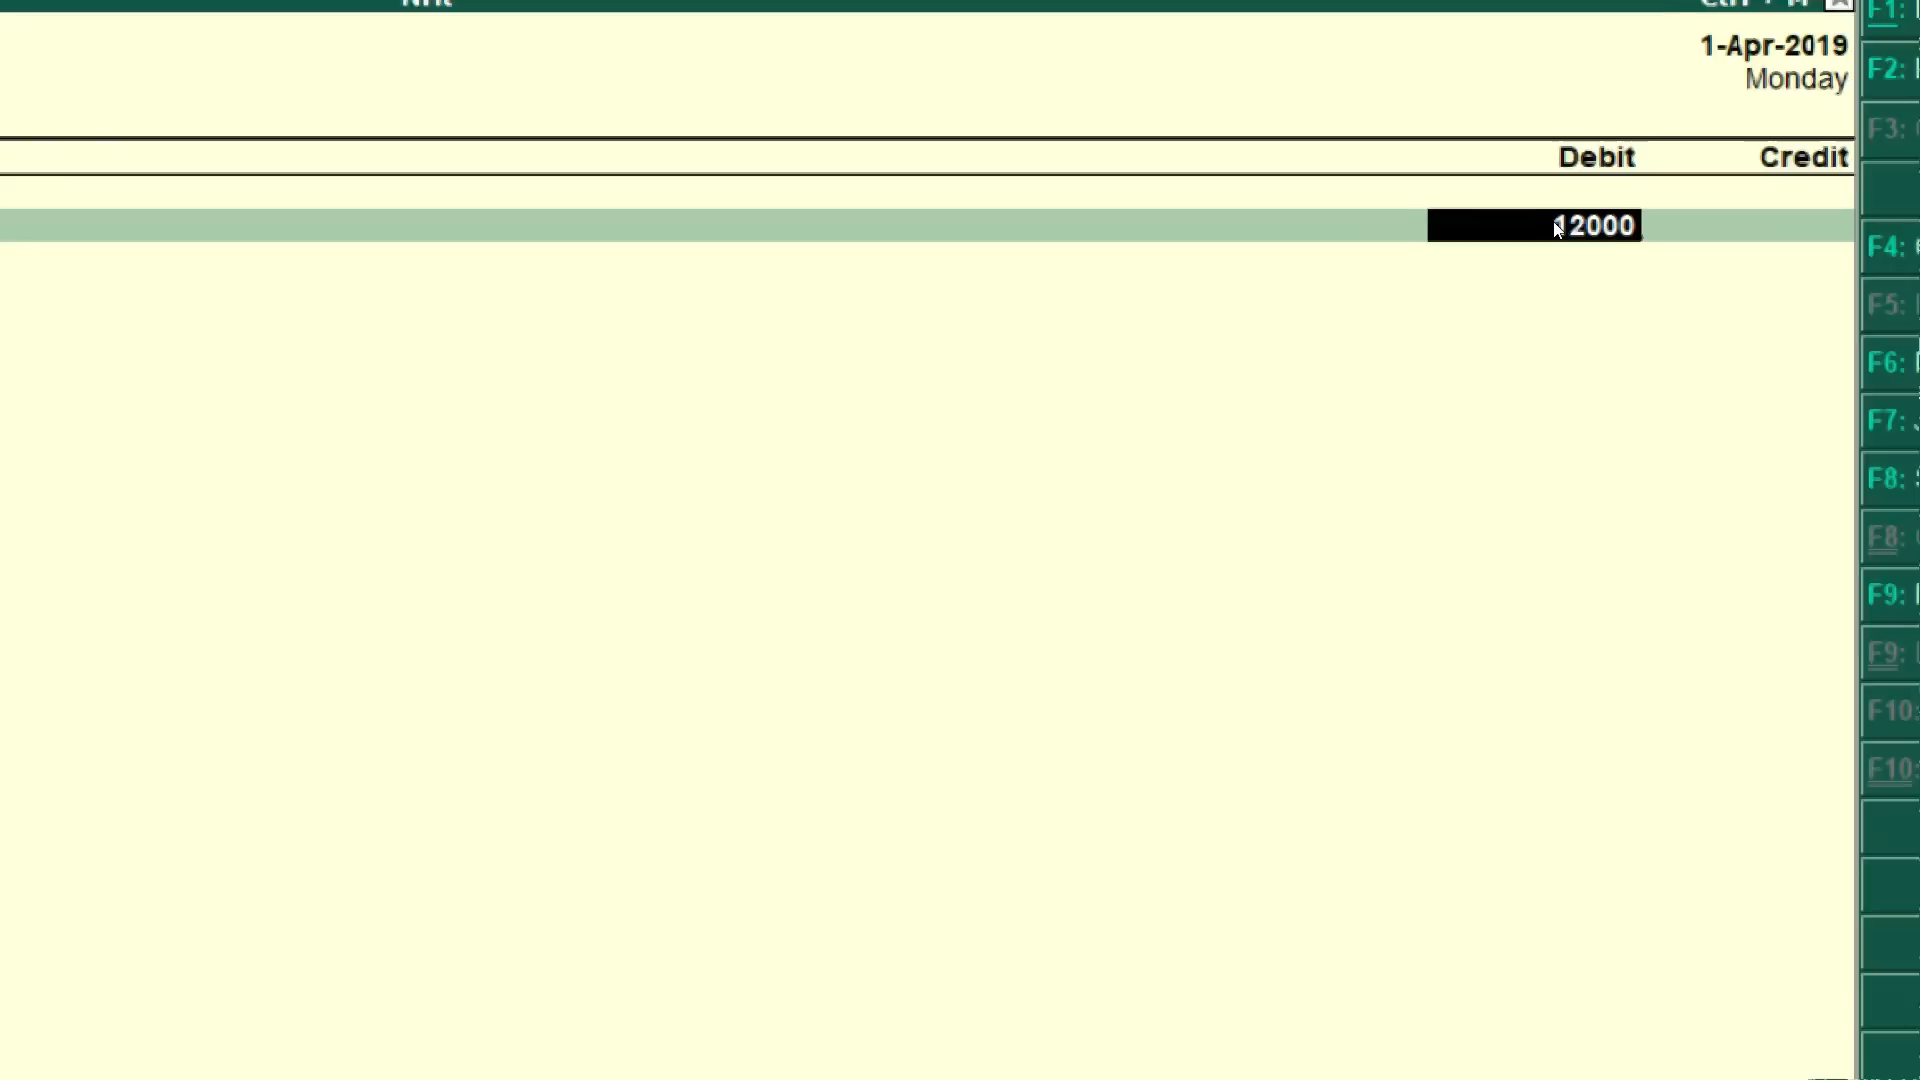 1-Apr-2019
Monday
Debit Credit
12000
F1:
F2:
F3:
F4:
F5:
F6:
F7:
F8:
F8:
F9:
F9:
F10:
F10: